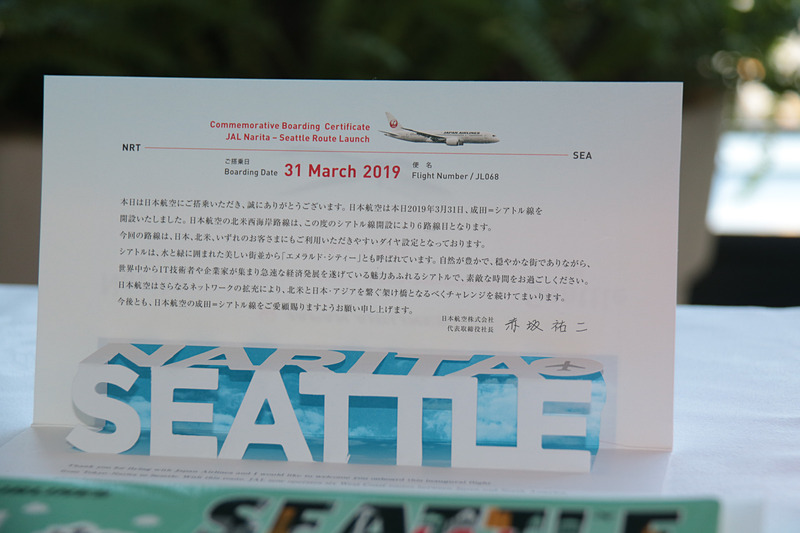 Commemorative Boarding Certificate
JAL Narita – Seattle Route Launch
JAPAN AIRLINES
NRT
SEA
ご搭乗日
Boarding Date
31 March 2019
便 名
Flight Number / JL068
本日は日本航空にご搭乗いただき、誠にありがとうございます。日本航空は本日2019年3月31日、成田＝シアトル線を
開設いたしました。日本航空の北米西海岸路線は、この度のシアトル線開設により6路線目となります。
今回の路線は、日本、北米、いずれのお客さまにもご利用いただきやすいダイヤ設定となっております。
シアトルは、水と緑に囲まれた美しい街並から「エメラルド・シティー」とも呼ばれています。自然が豊かで、穏やかな街でありながら、
世界中からIT技術者や企業家が集まり急速な経済発展を遂げている魅力あふれるシアトルで、素敵な時間をお過ごしください。
日本航空はさらなるネットワークの拡充により、北米と日本・アジアを繋ぐ架け橋となるべくチャレンジを続けてまいります。
今後とも、日本航空の成田＝シアトル線をご愛顧賜りますようお願い申し上げます。
日本航空株式会社
代表取締役社長
赤坂 祐二
NARITA
SEATTLE
SEATTLE